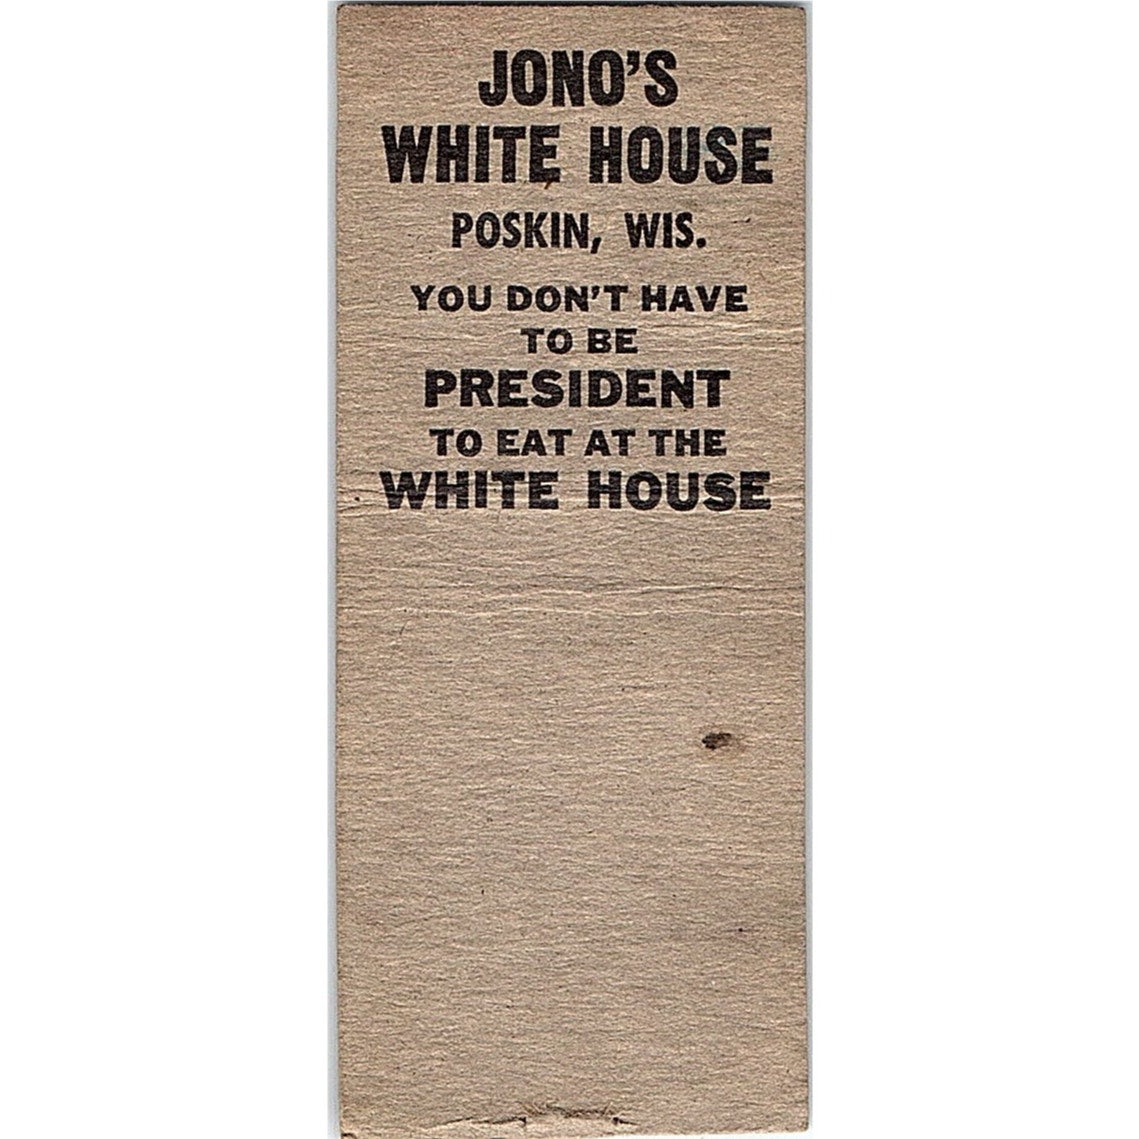 JONO'S
WHITE HOUSE
POSKIN, WIS.
YOU DON'T HAVE
TO BE
PRESIDENT
TO EAT AT THE
WHITE HOUSE